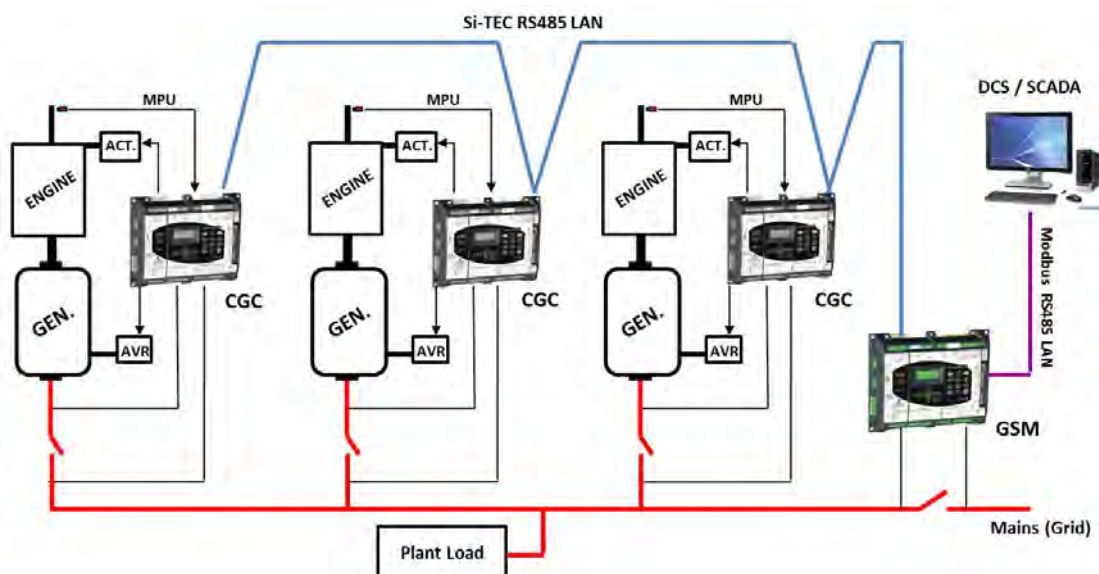 Si-TEC RS485 LAN
MPU
MPU
MPU
DCS / SCADA
ACT.
ACT.
ACT.
ENGINE
ENGINE
ENGINE
Modbus RS485 LAN
CGC
CGC
CGC
GEN.
GEN.
GEN.
AVR
AVR
AVR
GSM
Mains (Grid)
Plant Load